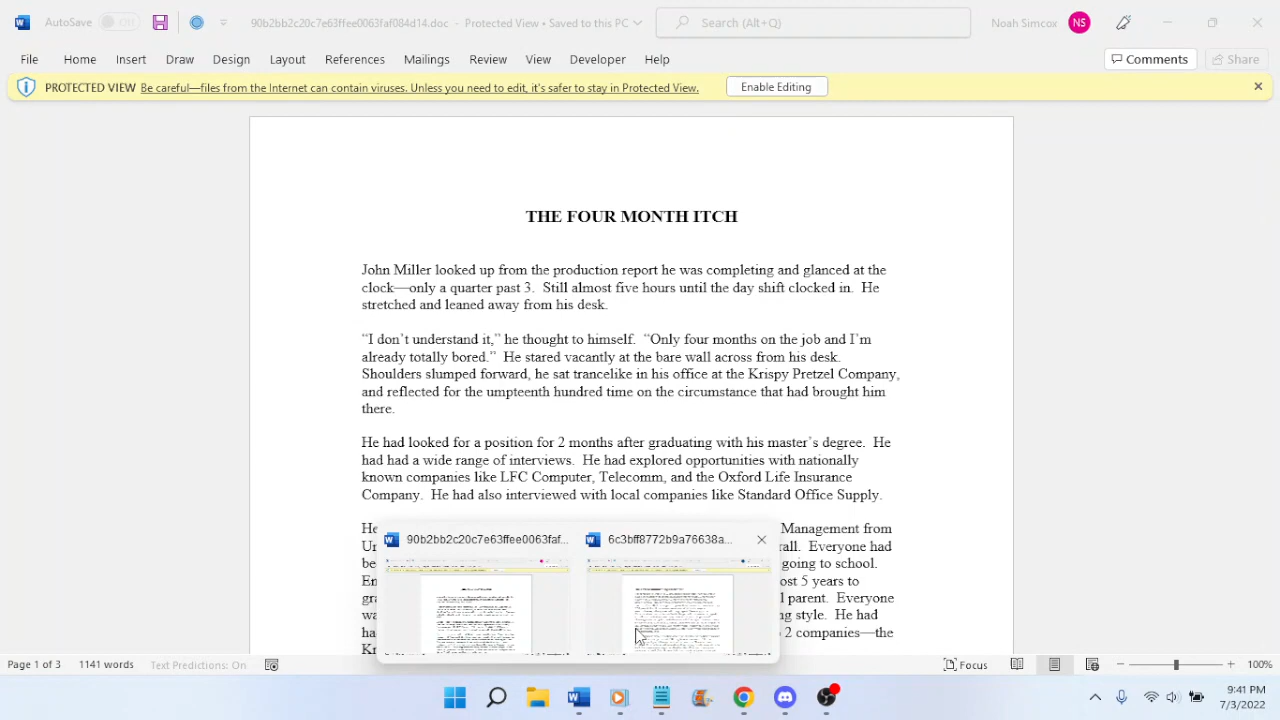 AutoSave Off 90b2bb2c20c7e63ffee0063faf084d14.doc - Protected View • Saved to this PC Search (Alt+Q) Noah Simcox NS
File Home Insert Draw Design Layout References Mailings Review View Developer Help Comments Share
PROTECTED VIEW Be careful—files from the Internet can contain viruses. Unless you need to edit, it's safer to stay in Protected View. Enable Editing
THE FOUR MONTH ITCH
John Miller looked up from the production report he was completing and glanced at the
clock—only a quarter past 3. Still almost five hours until the day shift clocked in. He
stretched and leaned away from his desk.
“I don’t understand it,” he thought to himself. “Only four months on the job and I’m
already totally bored.” He stared vacantly at the bare wall across from his desk.
Shoulders slumped forward, he sat trancelike in his office at the Krispy Pretzel Company,
and reflected for the umpteenth hundred time on the circumstance that had brought him
there.
He had looked for a position for 2 months after graduating with his master’s degree. He
had had a wide range of interviews. He had explored opportunities with nationally
known companies like LFC Computer, Telecomm, and the Oxford Life Insurance
Company. He had also interviewed with local companies like Standard Office Supply.
He Management from
Un rall. Everyone had
be going to school.
En ost 5 years to
gra l parent. Everyone
wa ng style. He had
ha 2 companies—the
Kr
90b2bb2c20c7e63ffee0063faf... 6c3bff8772b9a76638a...
Page 1 of 3 1141 words Text Predictions: On Focus 100%
9:41 PM
7/3/2022